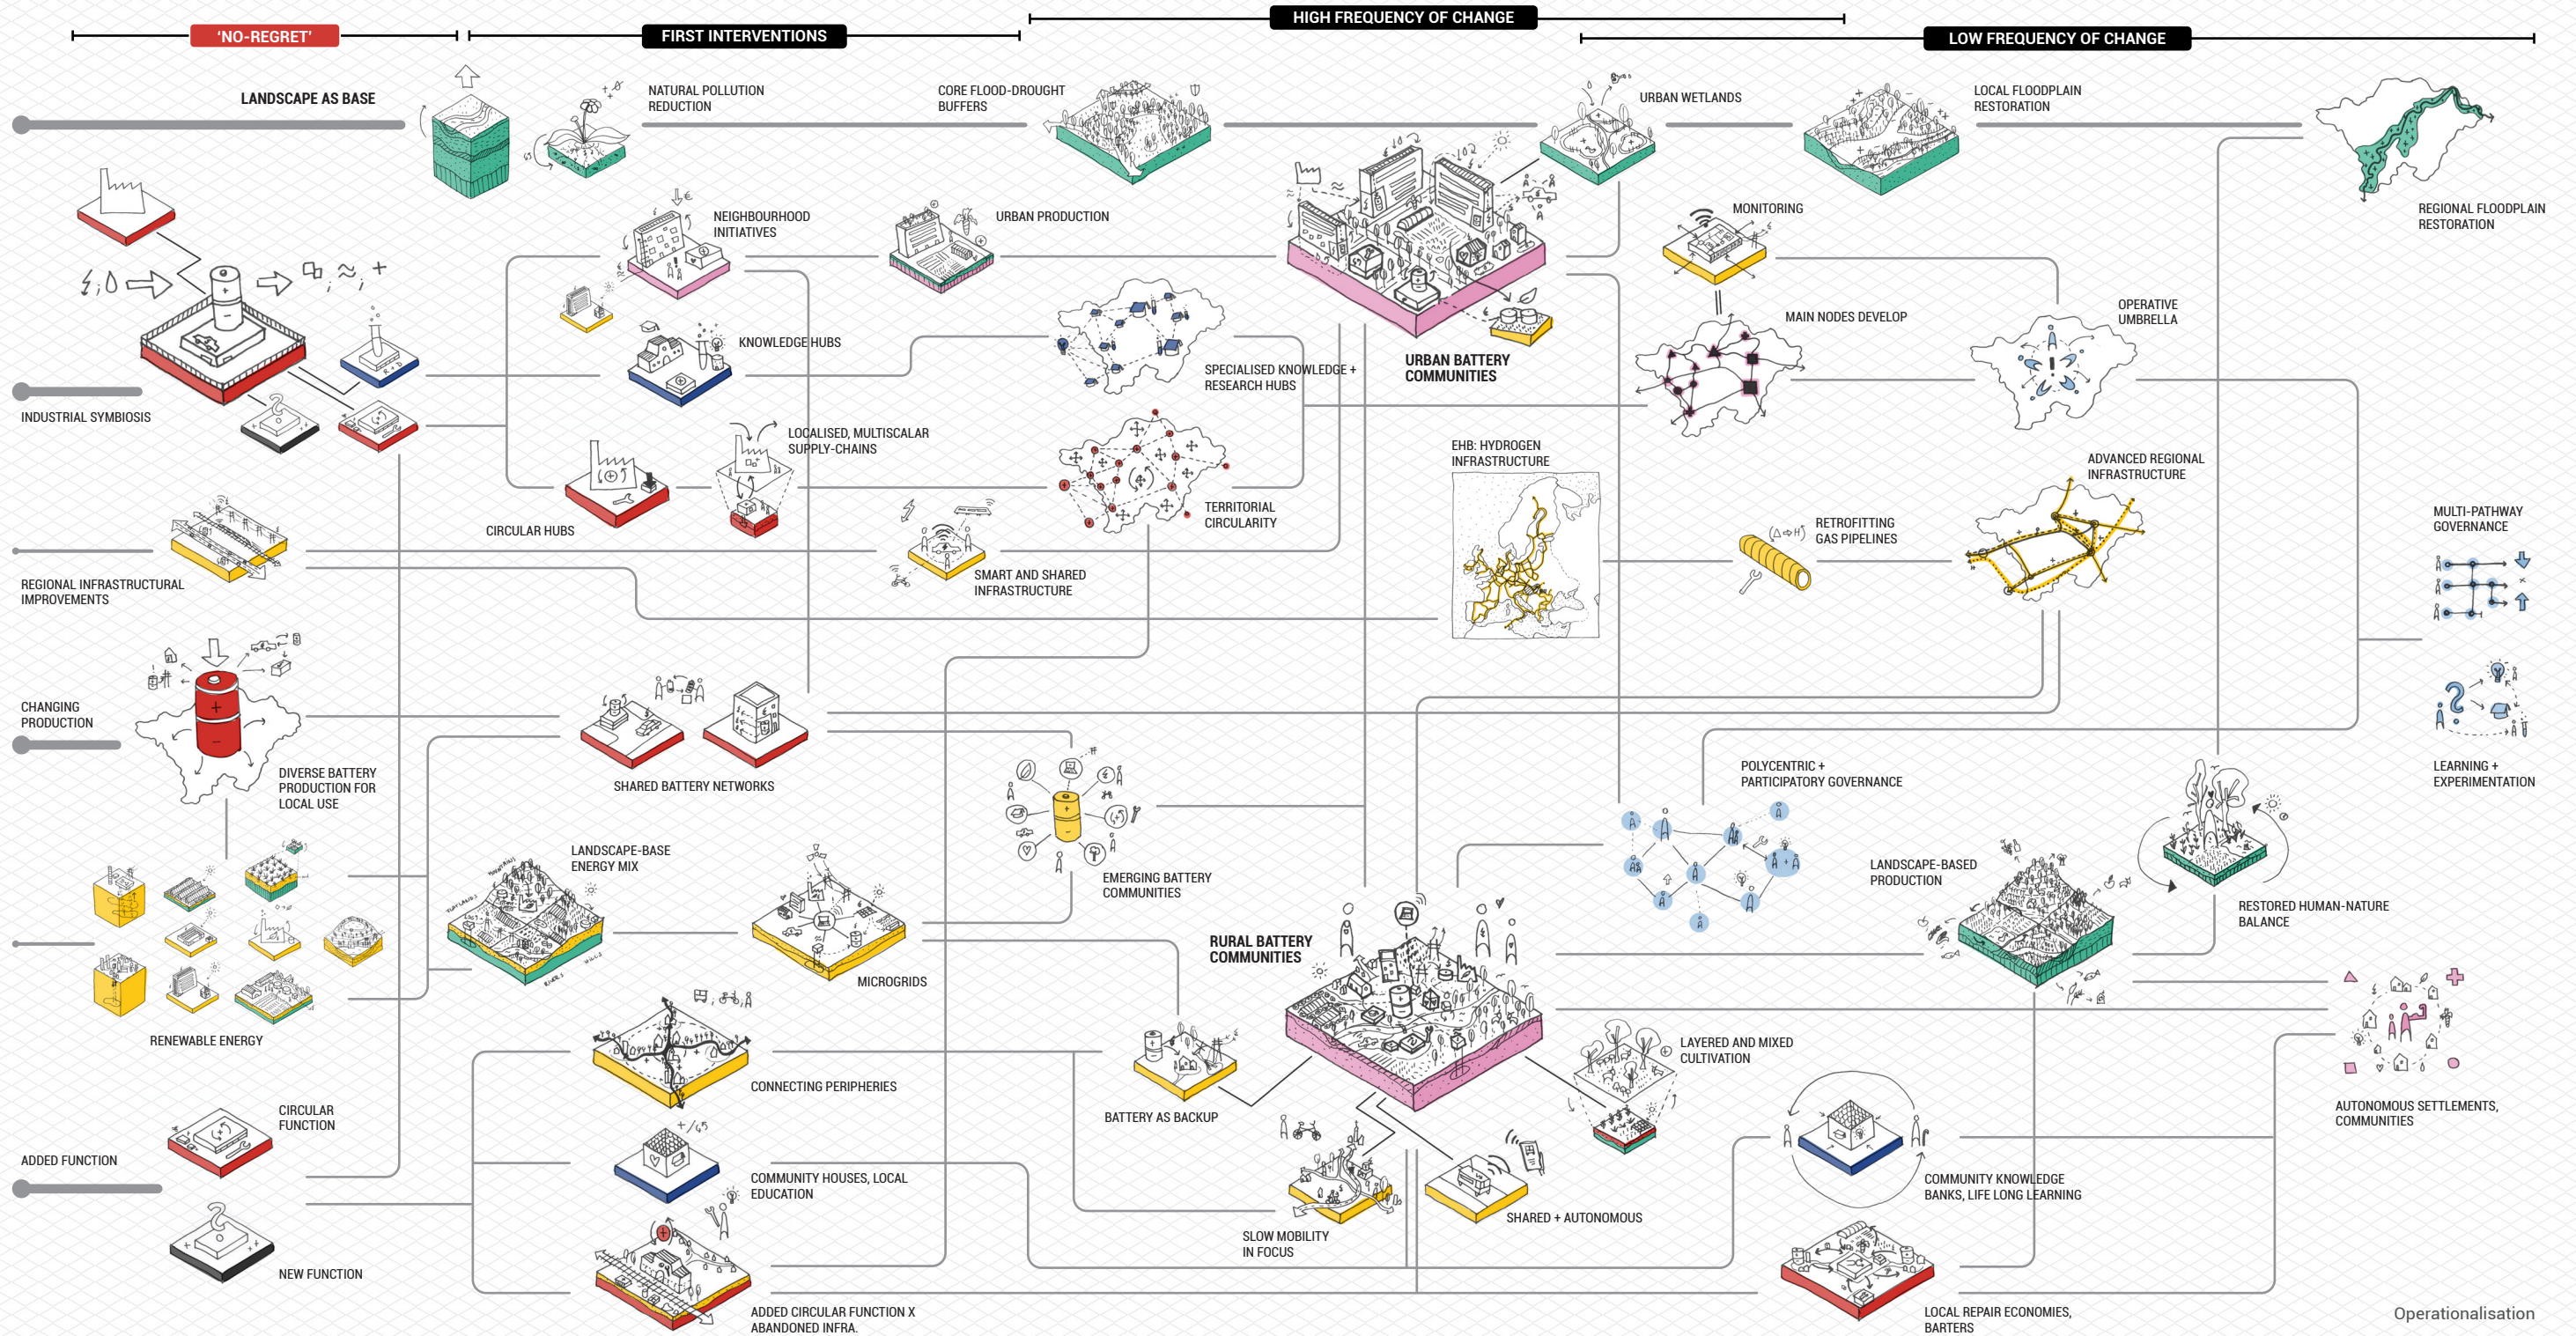 'NO-REGRET'
FIRST INTERVENTIONS
HIGH FREQUENCY OF CHANGE
LOW FREQUENCY OF CHANGE
LANDSCAPE AS BASE
NATURAL POLLUTION
REDUCTION
CORE FLOOD-DROUGHT
BUFFERS
URBAN WETLANDS
LOCAL FLOODPLAIN
RESTORATION
REGIONAL FLOODPLAIN
RESTORATION
NEIGHBOURHOOD
INITIATIVES
URBAN PRODUCTION
MONITORING
KNOWLEDGE HUBS
SPECIALISED KNOWLEDGE +
RESEARCH HUBS
URBAN BATTERY
COMMUNITIES
MAIN NODES DEVELOP
OPERATIVE
UMBRELLA
R + D
INDUSTRIAL SYMBIOSIS
LOCALISED, MULTISCALAR
SUPPLY-CHAINS
CIRCULAR HUBS
TERRITORIAL
CIRCULARITY
EHB: HYDROGEN
INFRASTRUCTURE
RETROFITTING
GAS PIPELINES
ADVANCED REGIONAL
INFRASTRUCTURE
MULTI-PATHWAY
GOVERNANCE
REGIONAL INFRASTRUCTURAL
IMPROVEMENTS
SMART AND SHARED
INFRASTRUCTURE
CHANGING
PRODUCTION
DIVERSE BATTERY
PRODUCTION FOR
LOCAL USE
SHARED BATTERY NETWORKS
EMERGING BATTERY
COMMUNITIES
POLYCENTRIC +
PARTICIPATORY GOVERNANCE
LEARNING +
EXPERIMENTATION
LANDSCAPE-BASE
ENERGY MIX
RIVERS
HILLS
MICROGRIDS
RURAL BATTERY
COMMUNITIES
LANDSCAPE-BASED
PRODUCTION
RESTORED HUMAN-NATURE
BALANCE
RENEWABLE ENERGY
CONNECTING PERIPHERIES
BATTERY AS BACKUP
LAYERED AND MIXED
CULTIVATION
AUTONOMOUS SETTLEMENTS,
COMMUNITIES
ADDED FUNCTION
CIRCULAR
FUNCTION
COMMUNITY HOUSES, LOCAL
EDUCATION
SLOW MOBILITY
IN FOCUS
SHARED + AUTONOMOUS
COMMUNITY KNOWLEDGE
BANKS, LIFE LONG LEARNING
NEW FUNCTION
ADDED CIRCULAR FUNCTION X
ABANDONED INFRA.
LOCAL REPAIR ECONOMIES,
BARTERS
Operationalisation